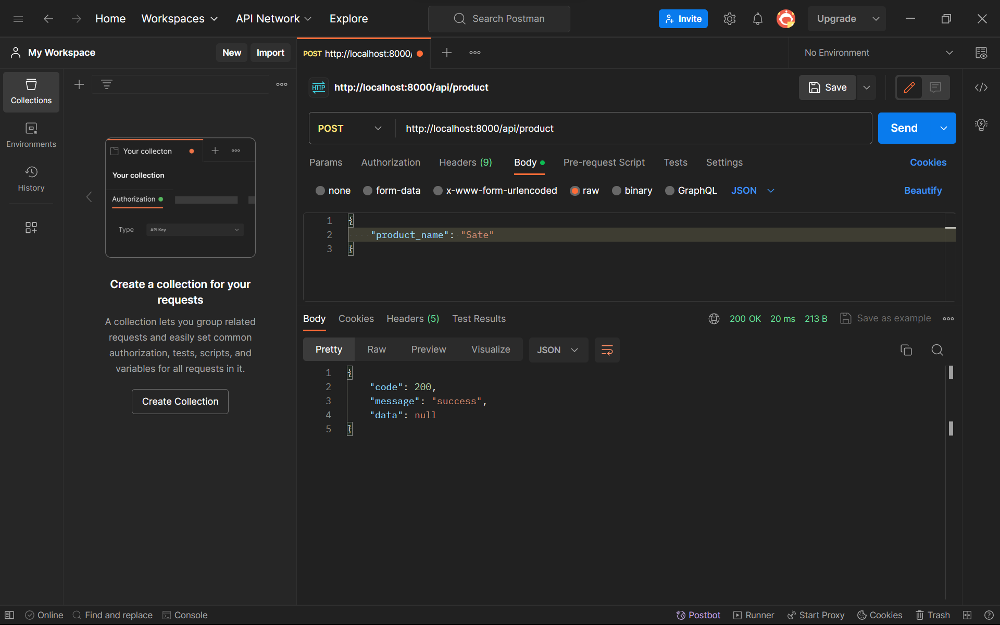 Home Workspaces API Network Explore Search Postman Invite Upgrade
My Workspace New Import POST http://localhost:8000/ No Environment
Collections
Environments
History
Your collecton
Your collection
Authorization
Type API Key
Create a collection for your
requests
A collection lets you group related
requests and easily set common
authorization, tests, scripts, and
variables for all requests in it.
Create Collection
HTTP http://localhost:8000/api/product Save
POST http://localhost:8000/api/product Send
Params Authorization Headers (9) Body Pre-request Script Tests Settings Cookies
none form-data x-www-form-urlencoded raw binary GraphQL JSON Beautify
1 {
2 "product_name": "Sate"
3 }
Body Cookies Headers (5) Test Results 200 OK 20 ms 213 B Save as example
Pretty Raw Preview Visualize JSON
1 {
2 "code": 200,
3 "message": "success",
4 "data": null
5 }
Online Find and replace Console Postbot Runner Start Proxy Cookies Trash